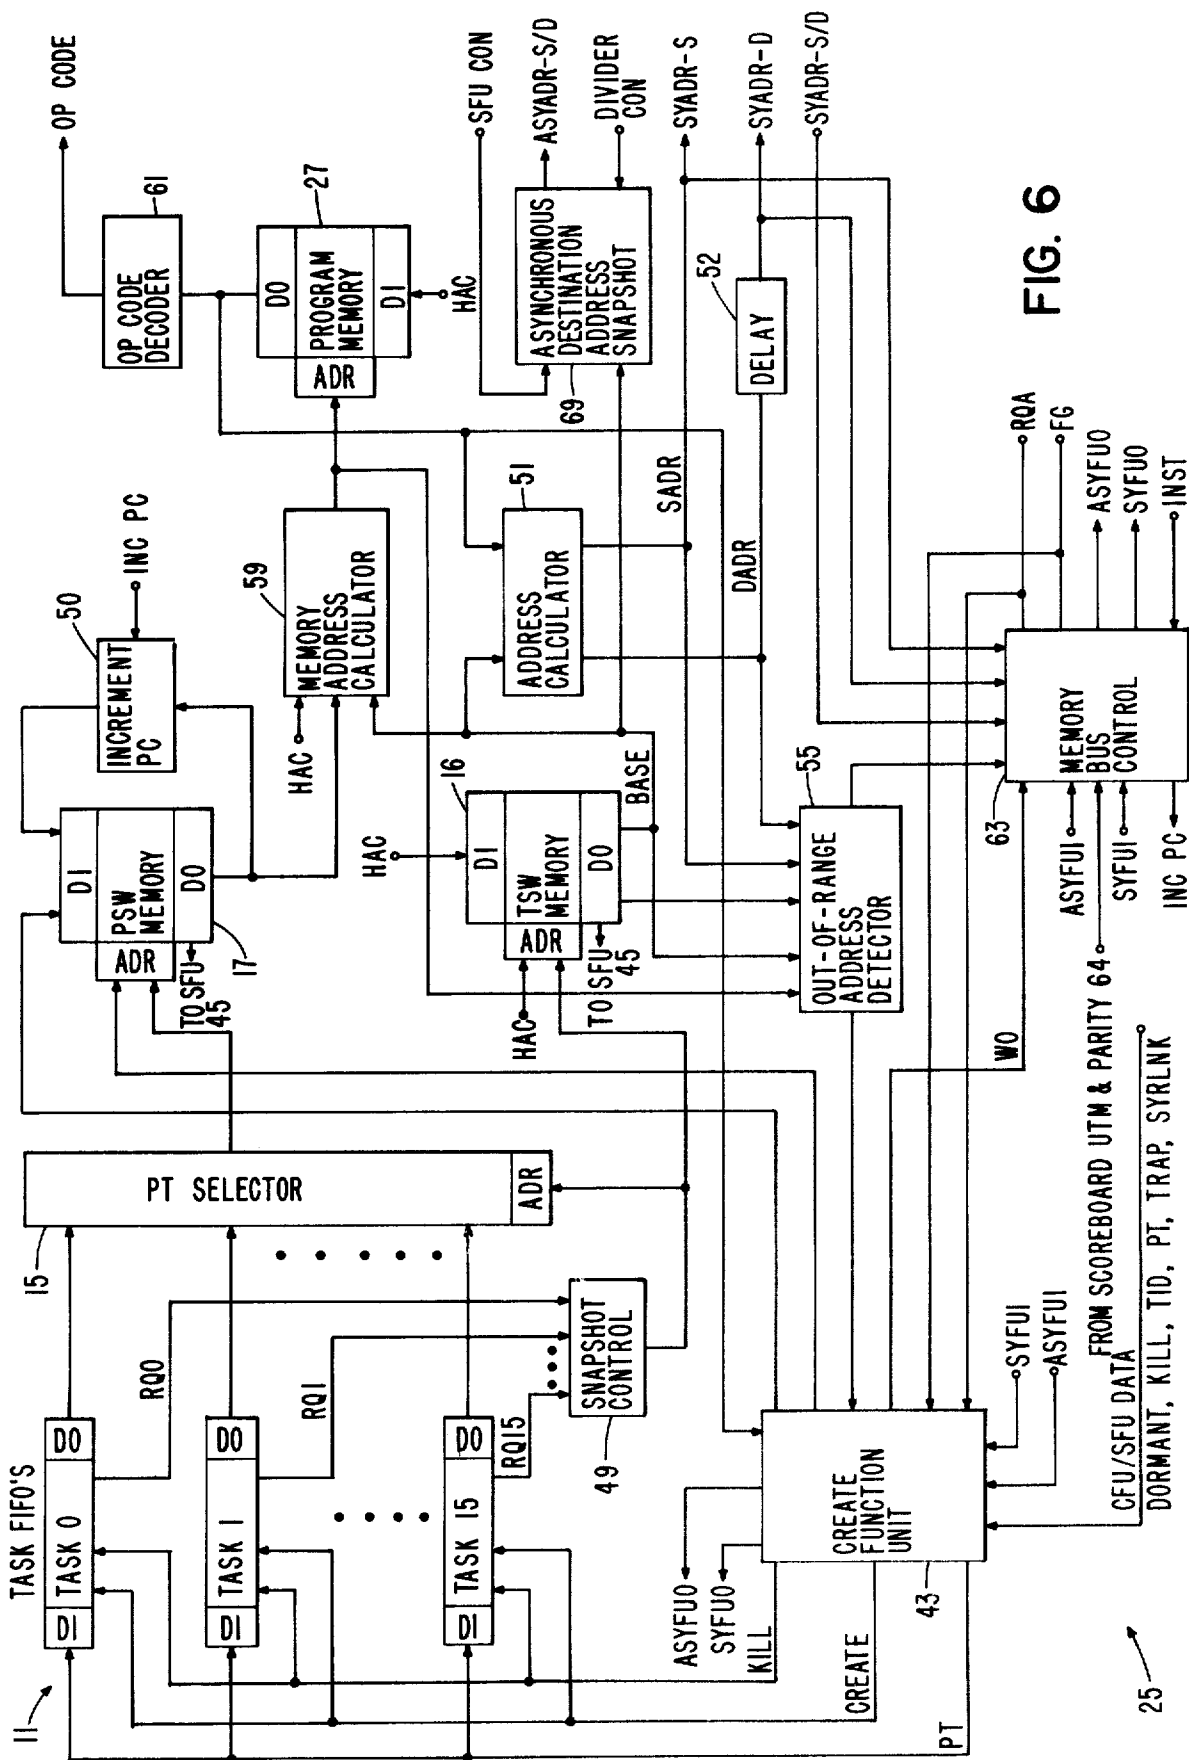 TASK FIFO'S
11
DI
TASK 0
DO
DI
TASK 1
DO
DI
TASK 15
DO
RQ0
RQ1
RQ15
49
SNAPSHOT
CONTROL
15
PT SELECTOR
ADR
DI
PSW
MEMORY
DO
ADR
17
TO SFU
45
50
INCREMENT
PC
INC PC
HAC
59
MEMORY
ADDRESS
CALCULATOR
HAC
16
DI
TSW
MEMORY
DO
ADR
HAC
TO SFU
45
BASE
51
ADDRESS
CALCULATOR
OP CODE
61
OP CODE
DECODER
27
DO
PROGRAM
MEMORY
DI
ADR
HAC
SFU CON
ASYNCHRONOUS
DESTINATION
ADDRESS
SNAPSHOT
69
ASYADR-S/D
DIVIDER
CON
SADR
DADR
52
DELAY
SYADR-S
SYADR-D
SYADR-S/D
55
OUT-OF-RANGE
ADDRESS
DETECTOR
ASYFUO
SYFUO
KILL
CREATE
PT
CREATE
FUNCTION
UNIT
43
SYFUI
ASYFUI
CFU/SFU DATA
DORMANT, KILL, TID, PT, TRAP, SYRLNK
WO
FROM SCOREBOARD UTM & PARITY 64
63
MEMORY
BUS
CONTROL
ASYFUI
SYFUI
INC PC
RQA
FG
ASYFUO
SYFUO
INST
25
FIG. 6